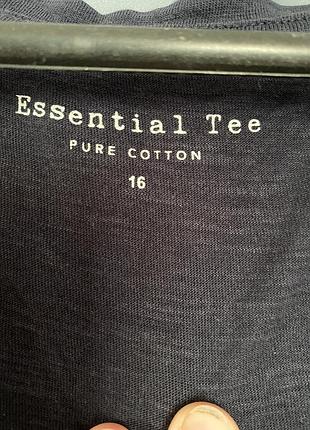 Essential Tee
PURE COTTON
16